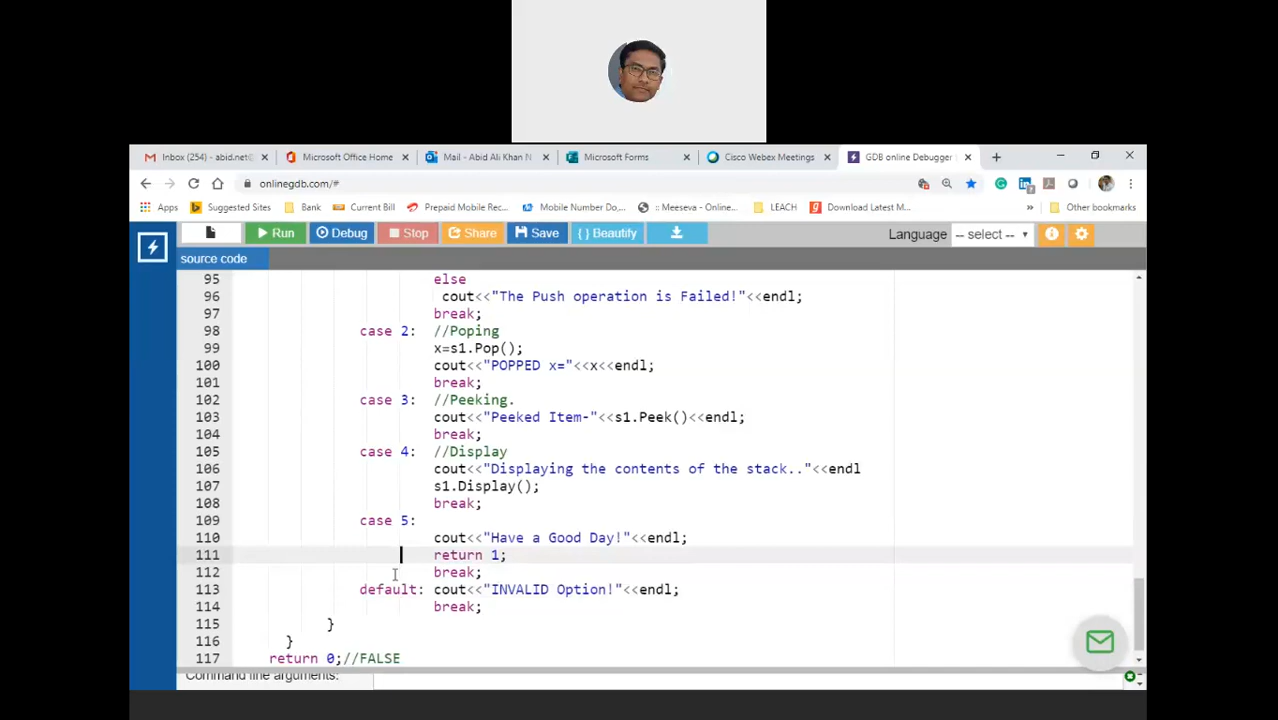 Inbox (254) - abid.net@
Microsoft Office Home
Mail - Abid Ali Khan N
Microsoft Forms
Cisco Webex Meetings
GDB online Debugger
onlinegdb.com/#
Apps
Suggested Sites
Bank
Current Bill
Prepaid Mobile Rec...
Mobile Number Do,...
:: Meeseva - Online...
LEACH
Download Latest M...
»
Other bookmarks
Run
Debug
Stop
Share
Save
{ } Beautify
Language
-- select --
source code
95 else
96 cout<<"The Push operation is Failed!"<<endl;
97 break;
98 case 2: //Poping
99 x=s1.Pop();
100 cout<<"POPPED x="<<x<<endl;
101 break;
102 case 3: //Peeking.
103 cout<<"Peeked Item-"<<s1.Peek()<<endl;
104 break;
105 case 4: //Display
106 cout<<"Displaying the contents of the stack.."<<endl
107 s1.Display();
108 break;
109 case 5:
110 cout<<"Have a Good Day!"<<endl;
111 return 1;
112 break;
113 default: cout<<"INVALID Option!"<<endl;
114 break;
115 }
116 }
117 return 0;//FALSE
Command line arguments: